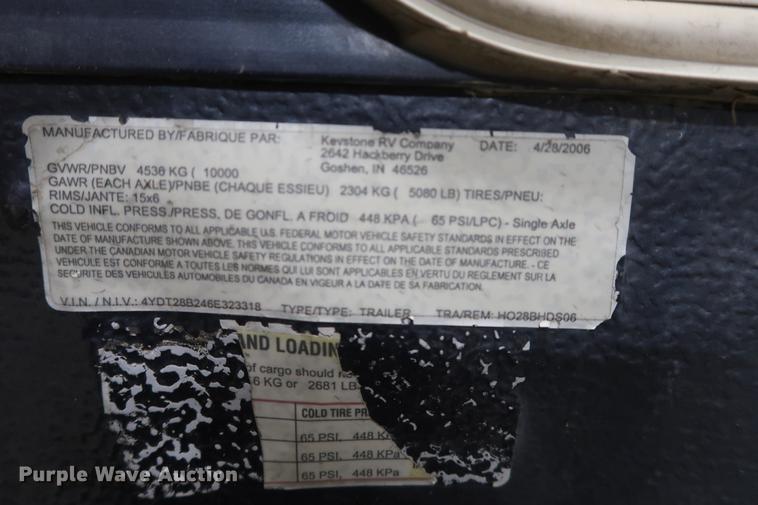 MANUFACTURED BY/FABRIQUE PAR: Keystone RV Company DATE: 4/28/2006
2642 Hackberry Drive
Goshen, IN 46526
GVWR/PNBV 4536 KG ( 10000
GAWR (EACH AXLE)/PNBE (CHAQUE ESSIEU) 2304 KG ( 5080 LB) TIRES/PNEU:
RIMS/JANTE: 15x6
COLD INFL. PRESS./PRESS. DE GONFL. A FROID 448 KPA ( 65 PSI/LPC) - Single Axle
THIS VEHICLE CONFORMS TO ALL APPLICABLE U.S. FEDERAL MOTOR VEHICLE SAFETY STANDARDS IN EFFECT ON THE
DATE OF MANUFACTURE SHOWN ABOVE. THIS VEHICLE CONFORMS TO ALL APPLICABLE STANDARDS PRESCRIBED
UNDER THE CANADIAN MOTOR VEHICLE SAFETY REGULATIONS IN EFFECT ON THE DATE OF MANUFACTURE - CE
VEHICULE EST CONFORME A TOUTES LES NORMES QUI LUI SONT APPLICABLES EN VERTU DU REGLEMENT SUR LA
SECURITE DES VEHICULES AUTOMOBILES DU CANADA EN VIGEUR A LA DATE DE SA FABRICATION.
V.I.N. / N.I.V.: 4YDT28B246E323318 TYPE/TYPE: TRAILER TRA/REM: HO28BHDS06
AND LOADIN
of cargo should
6 KG or 2681 LB
COLD TIRE PR
65 PSI, 448 KP
65 PSI, 448 KPa
65 PSI, 448 KPa
Purple Wave Auction